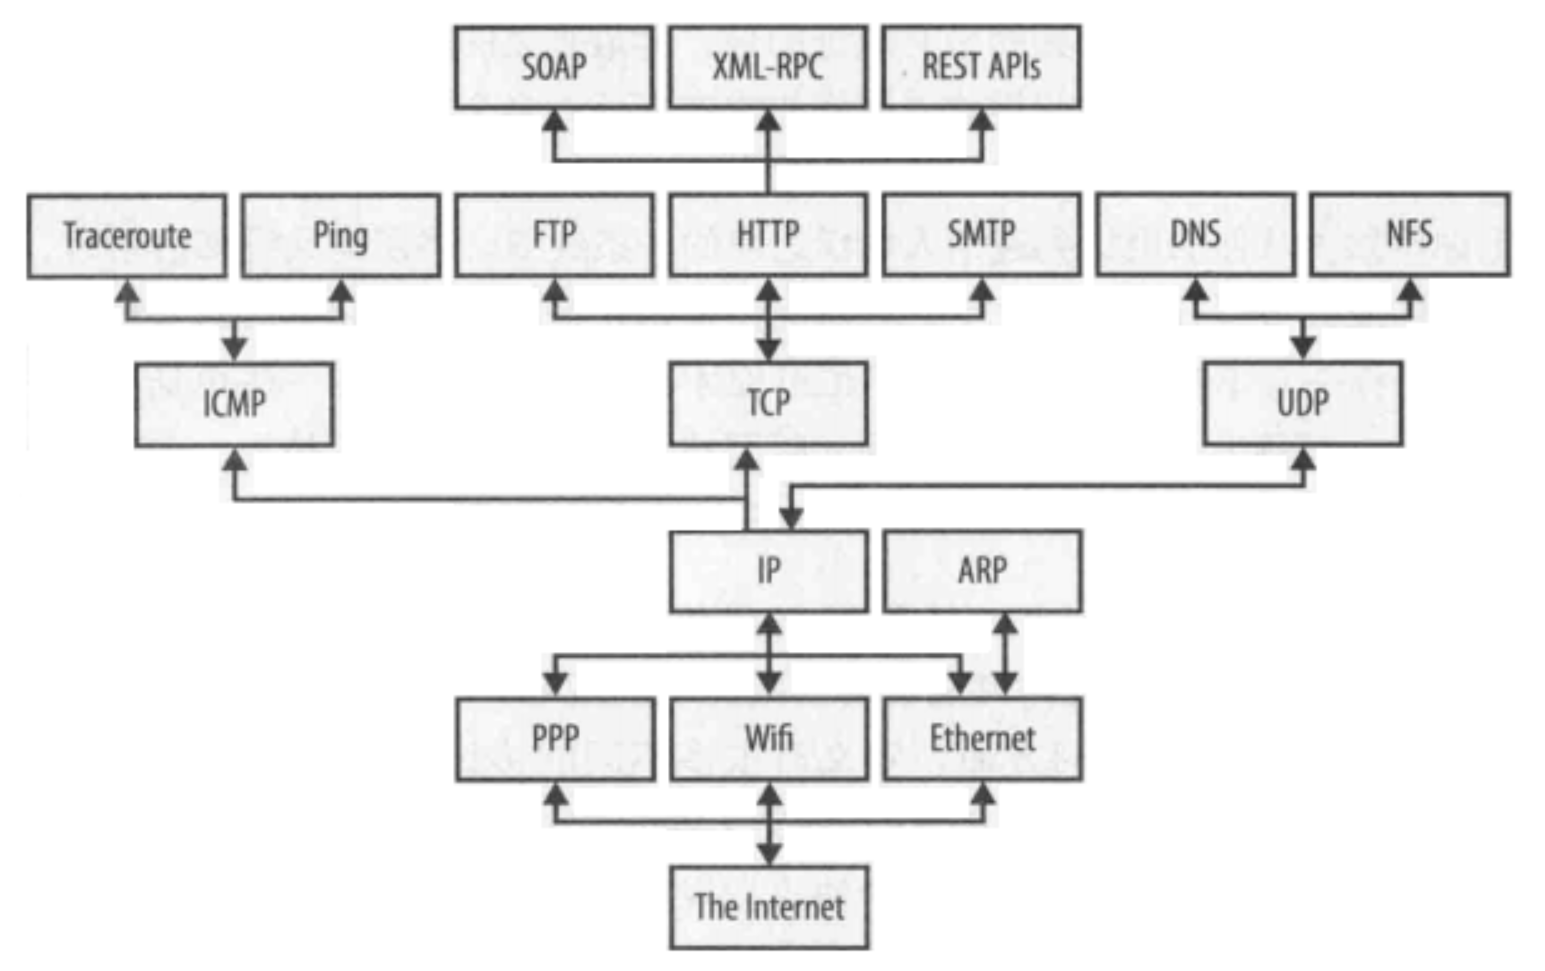 SOAP
XML-RPC
REST APIs
Traceroute
Ping
FTP
HTTP
SMTP
DNS
NFS
ICMP
TCP
UDP
IP
ARP
PPP
Wifi
Ethernet
The Internet